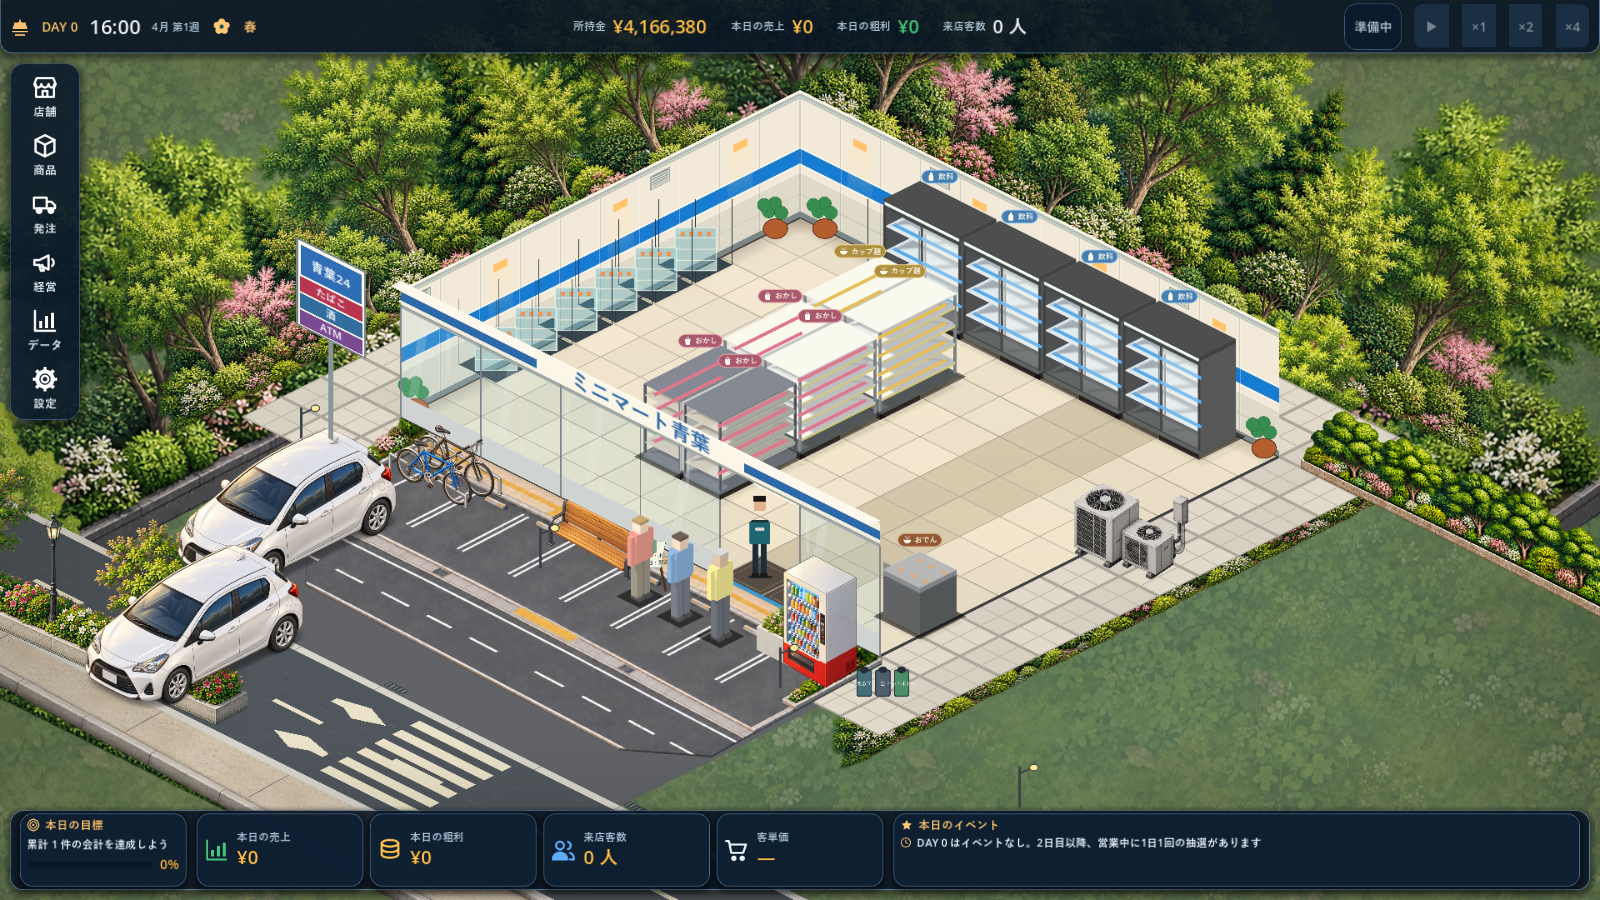 DAY 0 16:00 4月 第1週 春
所持金 ¥4,166,380 本日の売上 ¥0 本日の粗利 ¥0 来店客数 0 人
準備中 ×1 ×2 ×4
店舗
商品
発注
経営
データ
設定
飲料
飲料
飲料
飲料
カップ麺
カップ麺
おかし
おかし
おかし
おかし
おでん
青葉24
たばこ
酒
ATM
ミニマート青葉
本日の目標
累計 1 件の会計を達成しよう
0%
本日の売上
¥0
本日の粗利
¥0
来店客数
0 人
客単価
—
本日のイベント
DAY 0 はイベントなし。2日目以降、営業中に1日1回の抽選があります